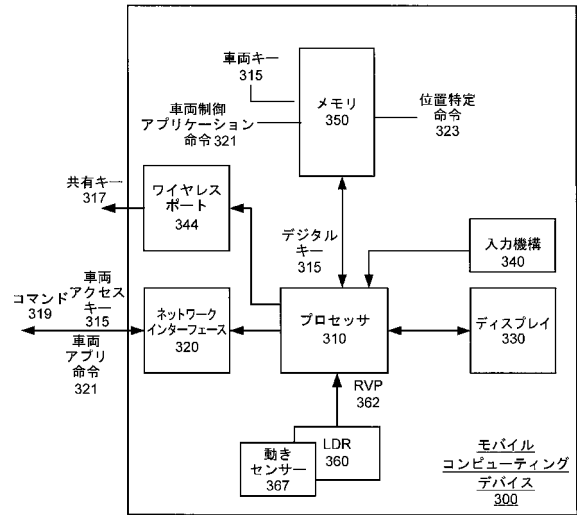 車両キー
315
車両制御
アプリケーション
命令 321
メモリ
350
位置特定
命令
323
共有キー
317
ワイヤレス
ポート
344
デジタル
キー
315
入力機構
340
コマンド
319
車両
アクセス
キー
315
車両
アプリ
命令
321
ネットワーク
インターフェース
320
プロセッサ
310
ディスプレイ
330
RVP
362
動き
センサー
367
LDR
360
モバイル
コンピューティング
デバイス
300